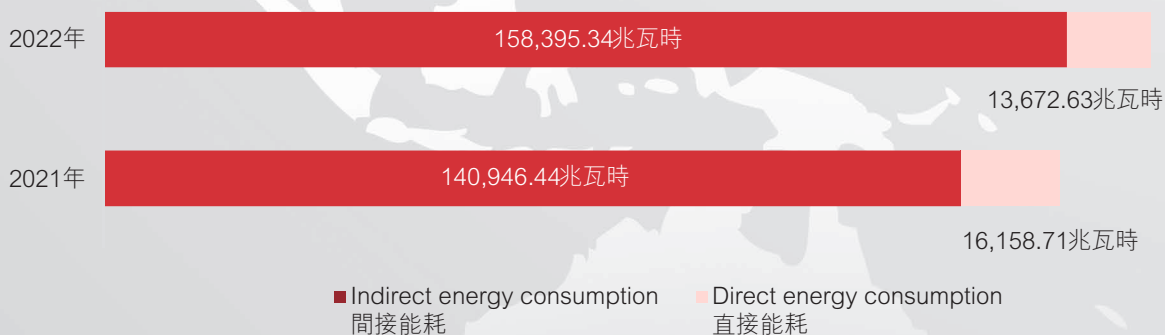 2022年
158,395.34兆瓦時
13,672.63兆瓦時
2021年
140,946.44兆瓦時
16,158.71兆瓦時
Indirect energy consumption
間接能耗
Direct energy consumption
直接能耗